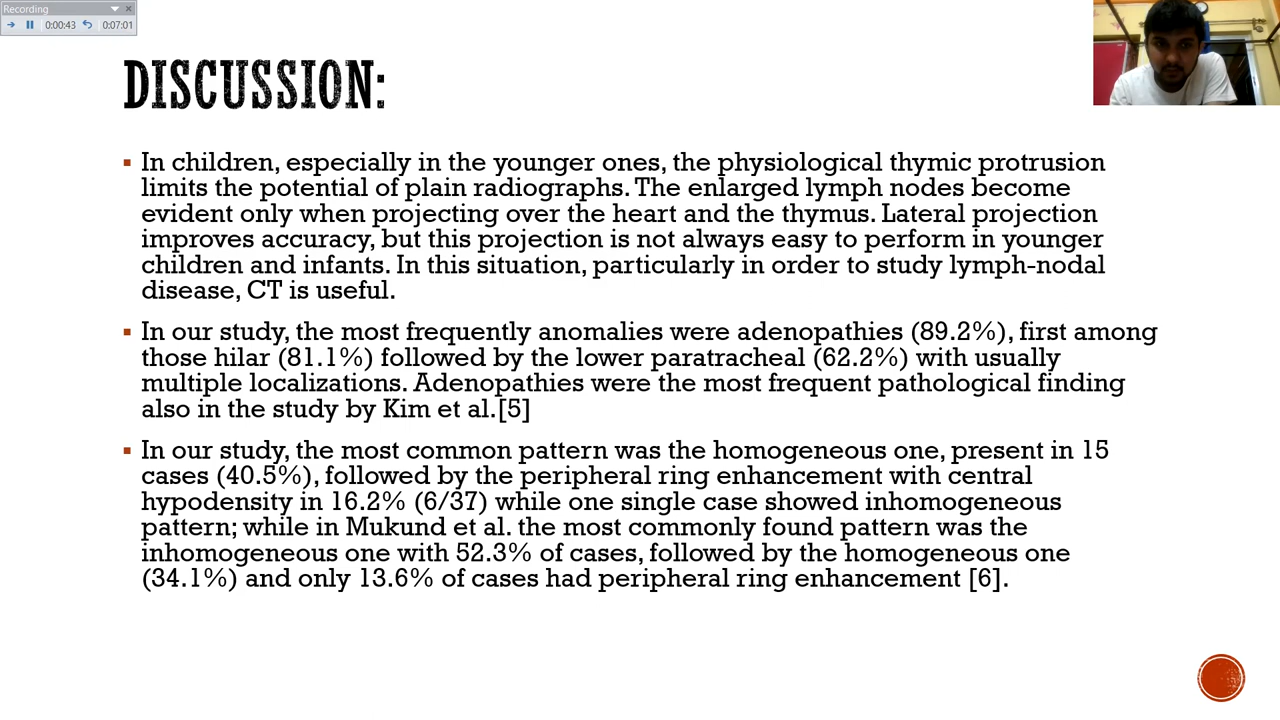 Recording
0:00:43
0:07:01
DISCUSSION:
In children, especially in the younger ones, the physiological thymic protrusion
limits the potential of plain radiographs. The enlarged lymph nodes become
evident only when projecting over the heart and the thymus. Lateral projection
improves accuracy, but this projection is not always easy to perform in younger
children and infants. In this situation, particularly in order to study lymph-nodal
disease, CT is useful.
In our study, the most frequently anomalies were adenopathies (89.2%), first among
those hilar (81.1%) followed by the lower paratracheal (62.2%) with usually
multiple localizations. Adenopathies were the most frequent pathological finding
also in the study by Kim et al.[5]
In our study, the most common pattern was the homogeneous one, present in 15
cases (40.5%), followed by the peripheral ring enhancement with central
hypodensity in 16.2% (6/37) while one single case showed inhomogeneous
pattern; while in Mukund et al. the most commonly found pattern was the
inhomogeneous one with 52.3% of cases, followed by the homogeneous one
(34.1%) and only 13.6% of cases had peripheral ring enhancement [6].